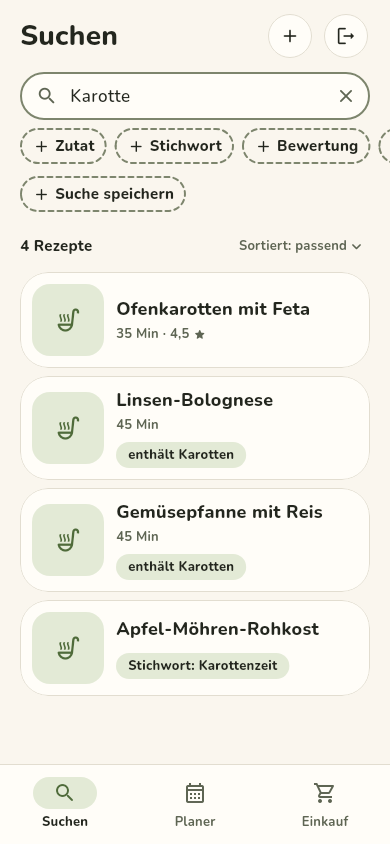 Suchen
Karotte
Zutat
Stichwort
Bewertung
Suche speichern
4 Rezepte
Sortiert: passend
Ofenkarotten mit Feta
35 Min · 4,5 ★
Linsen-Bolognese
45 Min
enthält Karotten
Gemüsepfanne mit Reis
45 Min
enthält Karotten
Apfel-Möhren-Rohkost
Stichwort: Karottenzeit
Suchen
Planer
Einkauf